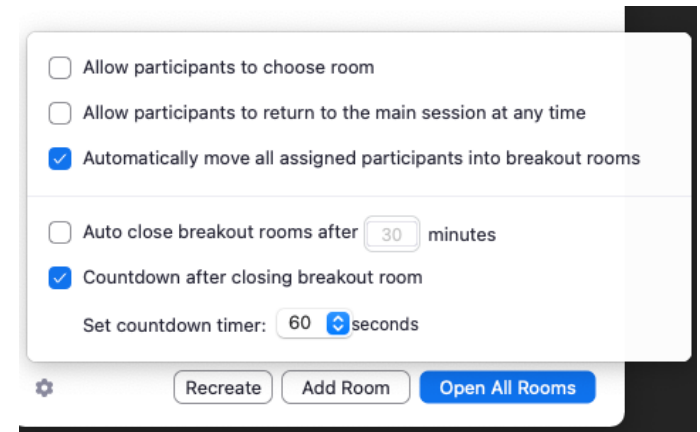 Allow participants to choose room
Allow participants to return to the main session at any time
Automatically move all assigned participants into breakout rooms
Auto close breakout rooms after 30 minutes
Countdown after closing breakout room
Set countdown timer: 60 seconds
Recreate Add Room Open All Rooms